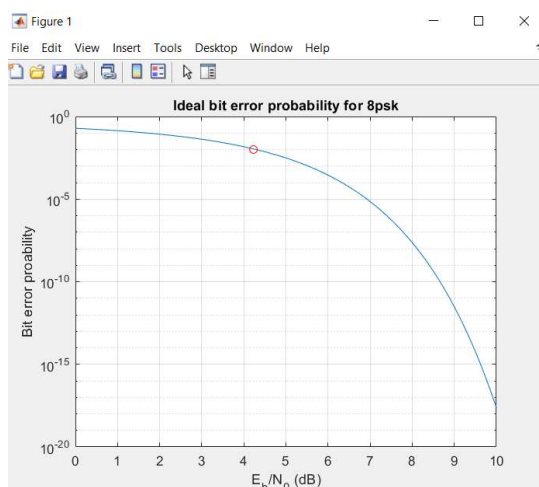 Figure 1
File Edit View Insert Tools Desktop Window Help
Ideal bit error probability for 8psk
Bit error proability
10^0
10^-5
10^-10
10^-15
10^-20
0 1 2 3 4 5 6 7 8 9 10
E_b/N_0 (dB)